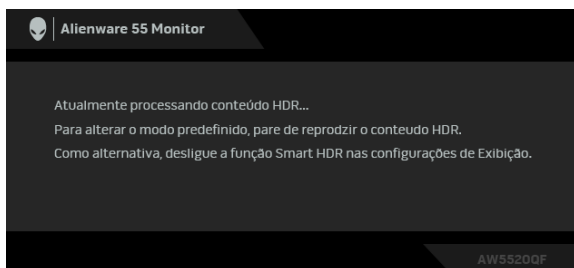 Alienware 55 Monitor
Atualmente processando conteúdo HDR...
Para alterar o modo predefinido, pare de reprodzir o conteudo HDR.
Como alternativa, desligue a função Smart HDR nas configurações de Exibição.
AW5520QF